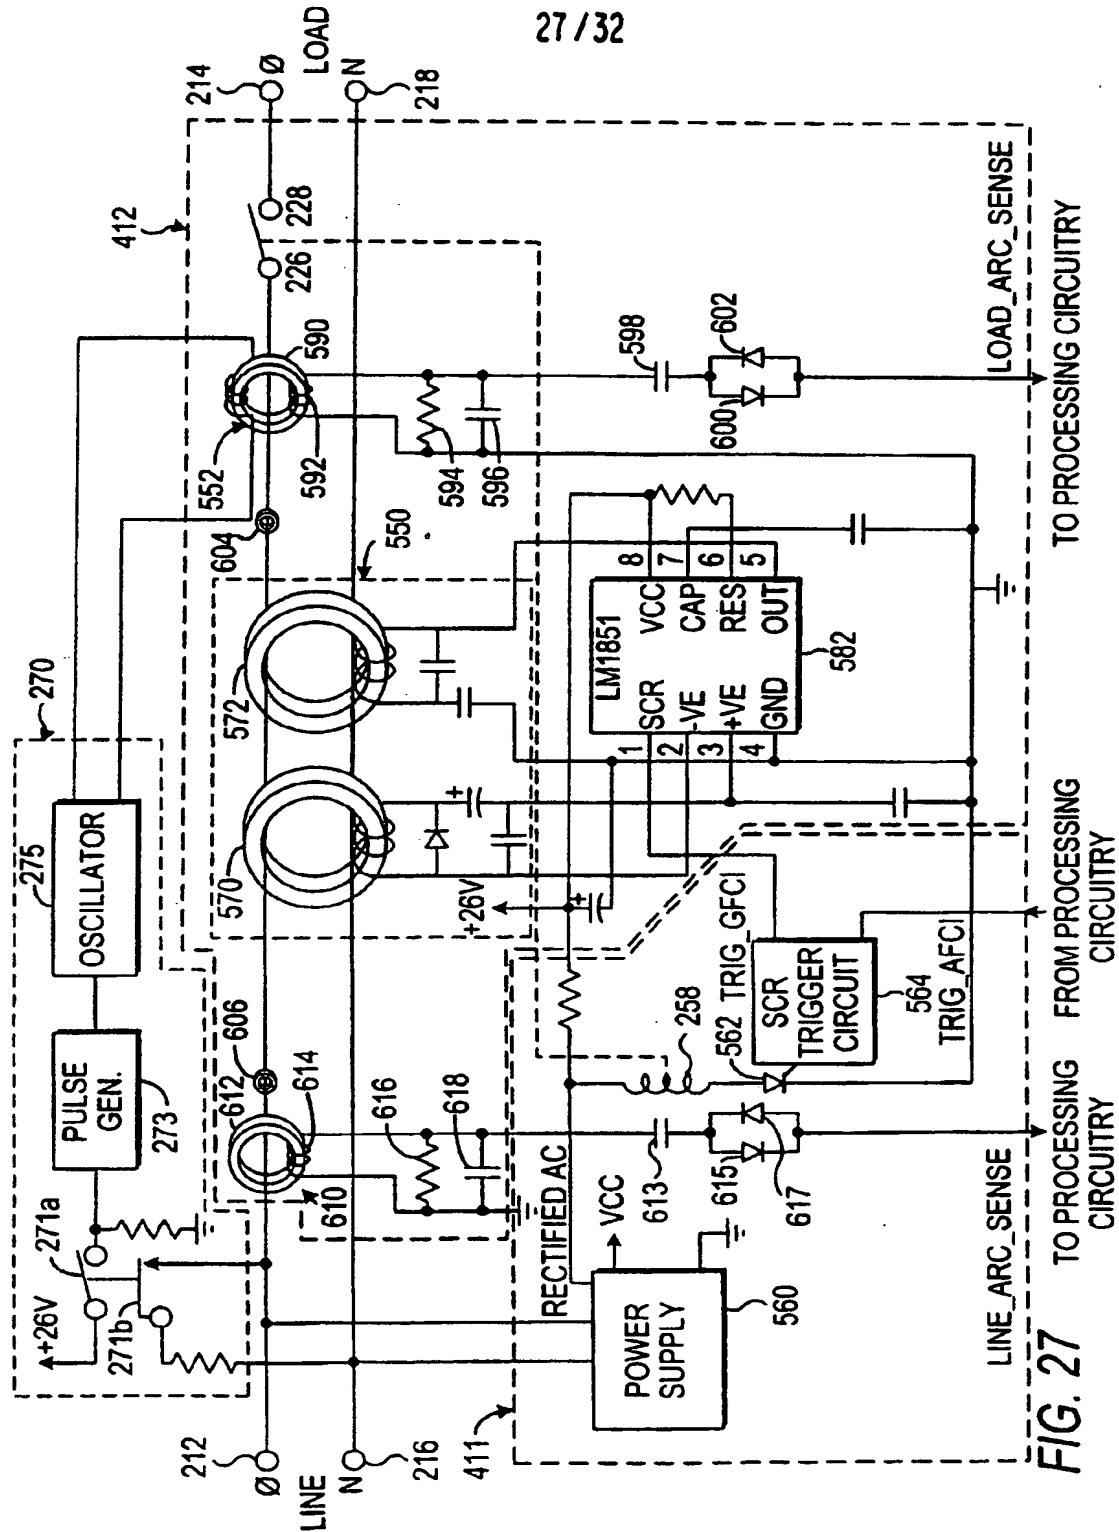 27/32
LINE
Ø
N
212
216
+26V
271a
271b
PULSE
GEN.
273
275
OSCILLATOR
270
412
LOAD
Ø
N
214
218
606
612
614
610
616
618
570
572
550
604
552
590
592
594
596
226
228
411
RECTIFIED AC
POWER
SUPPLY
560
VCC
613
615
617
LINE_ARC_SENSE
258
562
TRIG_GFCI
SCR
TRIGGER
CIRCUIT
564
TRIG_AFCI
+26V
+
+
LM1851
SCR
-VE
+VE
GND
VCC
CAP
RES
OUT
1
2
3
4
8
7
6
5
582
598
600
602
LOAD_ARC_SENSE
TO PROCESSING
CIRCUITRY
FROM PROCESSING
CIRCUITRY
TO PROCESSING CIRCUITRY
FIG. 27